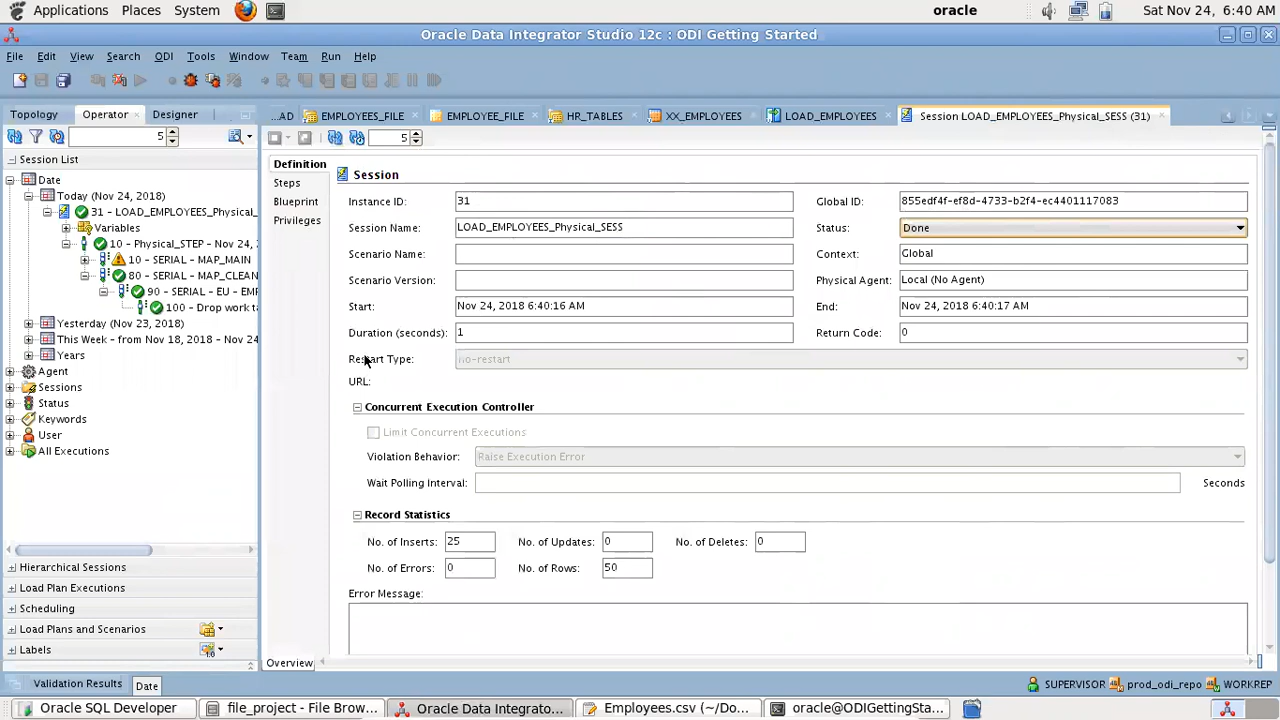 Applications Places System oracle Sat Nov 24, 6:40 AM
Oracle Data Integrator Studio 12c : ODI Getting Started
File Edit View Search ODI Tools Window Team Run Help
Topology Operator Designer ...AD EMPLOYEES_FILE EMPLOYEE_FILE HR_TABLES XX_EMPLOYEES LOAD_EMPLOYEES Session LOAD_EMPLOYEES_Physical_SESS (31)
5 5
Session List
Date
Today (Nov 24, 2018)
31 - LOAD_EMPLOYEES_Physical_
Variables
10 - Physical_STEP - Nov 24,
10 - SERIAL - MAP_MAIN
80 - SERIAL - MAP_CLEAN
90 - SERIAL - EU - EMP
100 - Drop work ta
Yesterday (Nov 23, 2018)
This Week - from Nov 18, 2018 - Nov 24
Years
Agent
Sessions
Status
Keywords
User
All Executions
Hierarchical Sessions
Load Plan Executions
Scheduling
Load Plans and Scenarios
Labels
Definition
Steps
Blueprint
Privileges
Session
Instance ID: 31 Global ID: 855edf4f-ef8d-4733-b2f4-ec4401117083
Session Name: LOAD_EMPLOYEES_Physical_SESS Status: Done
Scenario Name: Context: Global
Scenario Version: Physical Agent: Local (No Agent)
Start: Nov 24, 2018 6:40:16 AM End: Nov 24, 2018 6:40:17 AM
Duration (seconds): 1 Return Code: 0
Restart Type: No-restart
URL:
Concurrent Execution Controller
Limit Concurrent Executions
Violation Behavior: Raise Execution Error
Wait Polling Interval: Seconds
Record Statistics
No. of Inserts: 25 No. of Updates: 0 No. of Deletes: 0
No. of Errors: 0 No. of Rows: 50
Error Message:
Overview
Validation Results Date SUPERVISOR prod_odi_repo WORKREP
Oracle SQL Developer file_project - File Brow... Oracle Data Integrato... Employees.csv (~/Do... oracle@ODIGettingSta...